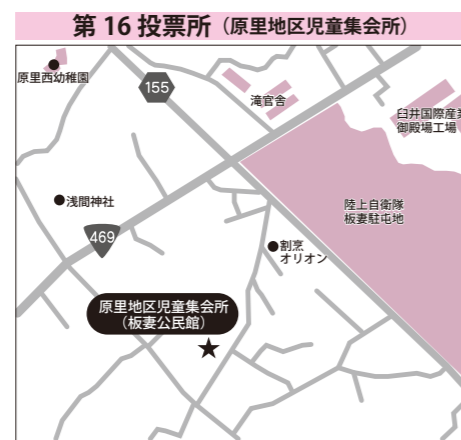 第16投票所（原里地区児童集会所）
原里西幼稚園
155
滝官舎
臼井国際産業
御殿場工場
浅間神社
陸上自衛隊
板妻駐屯地
469
割烹
オリオン
原里地区児童集会所
（板妻公民館）